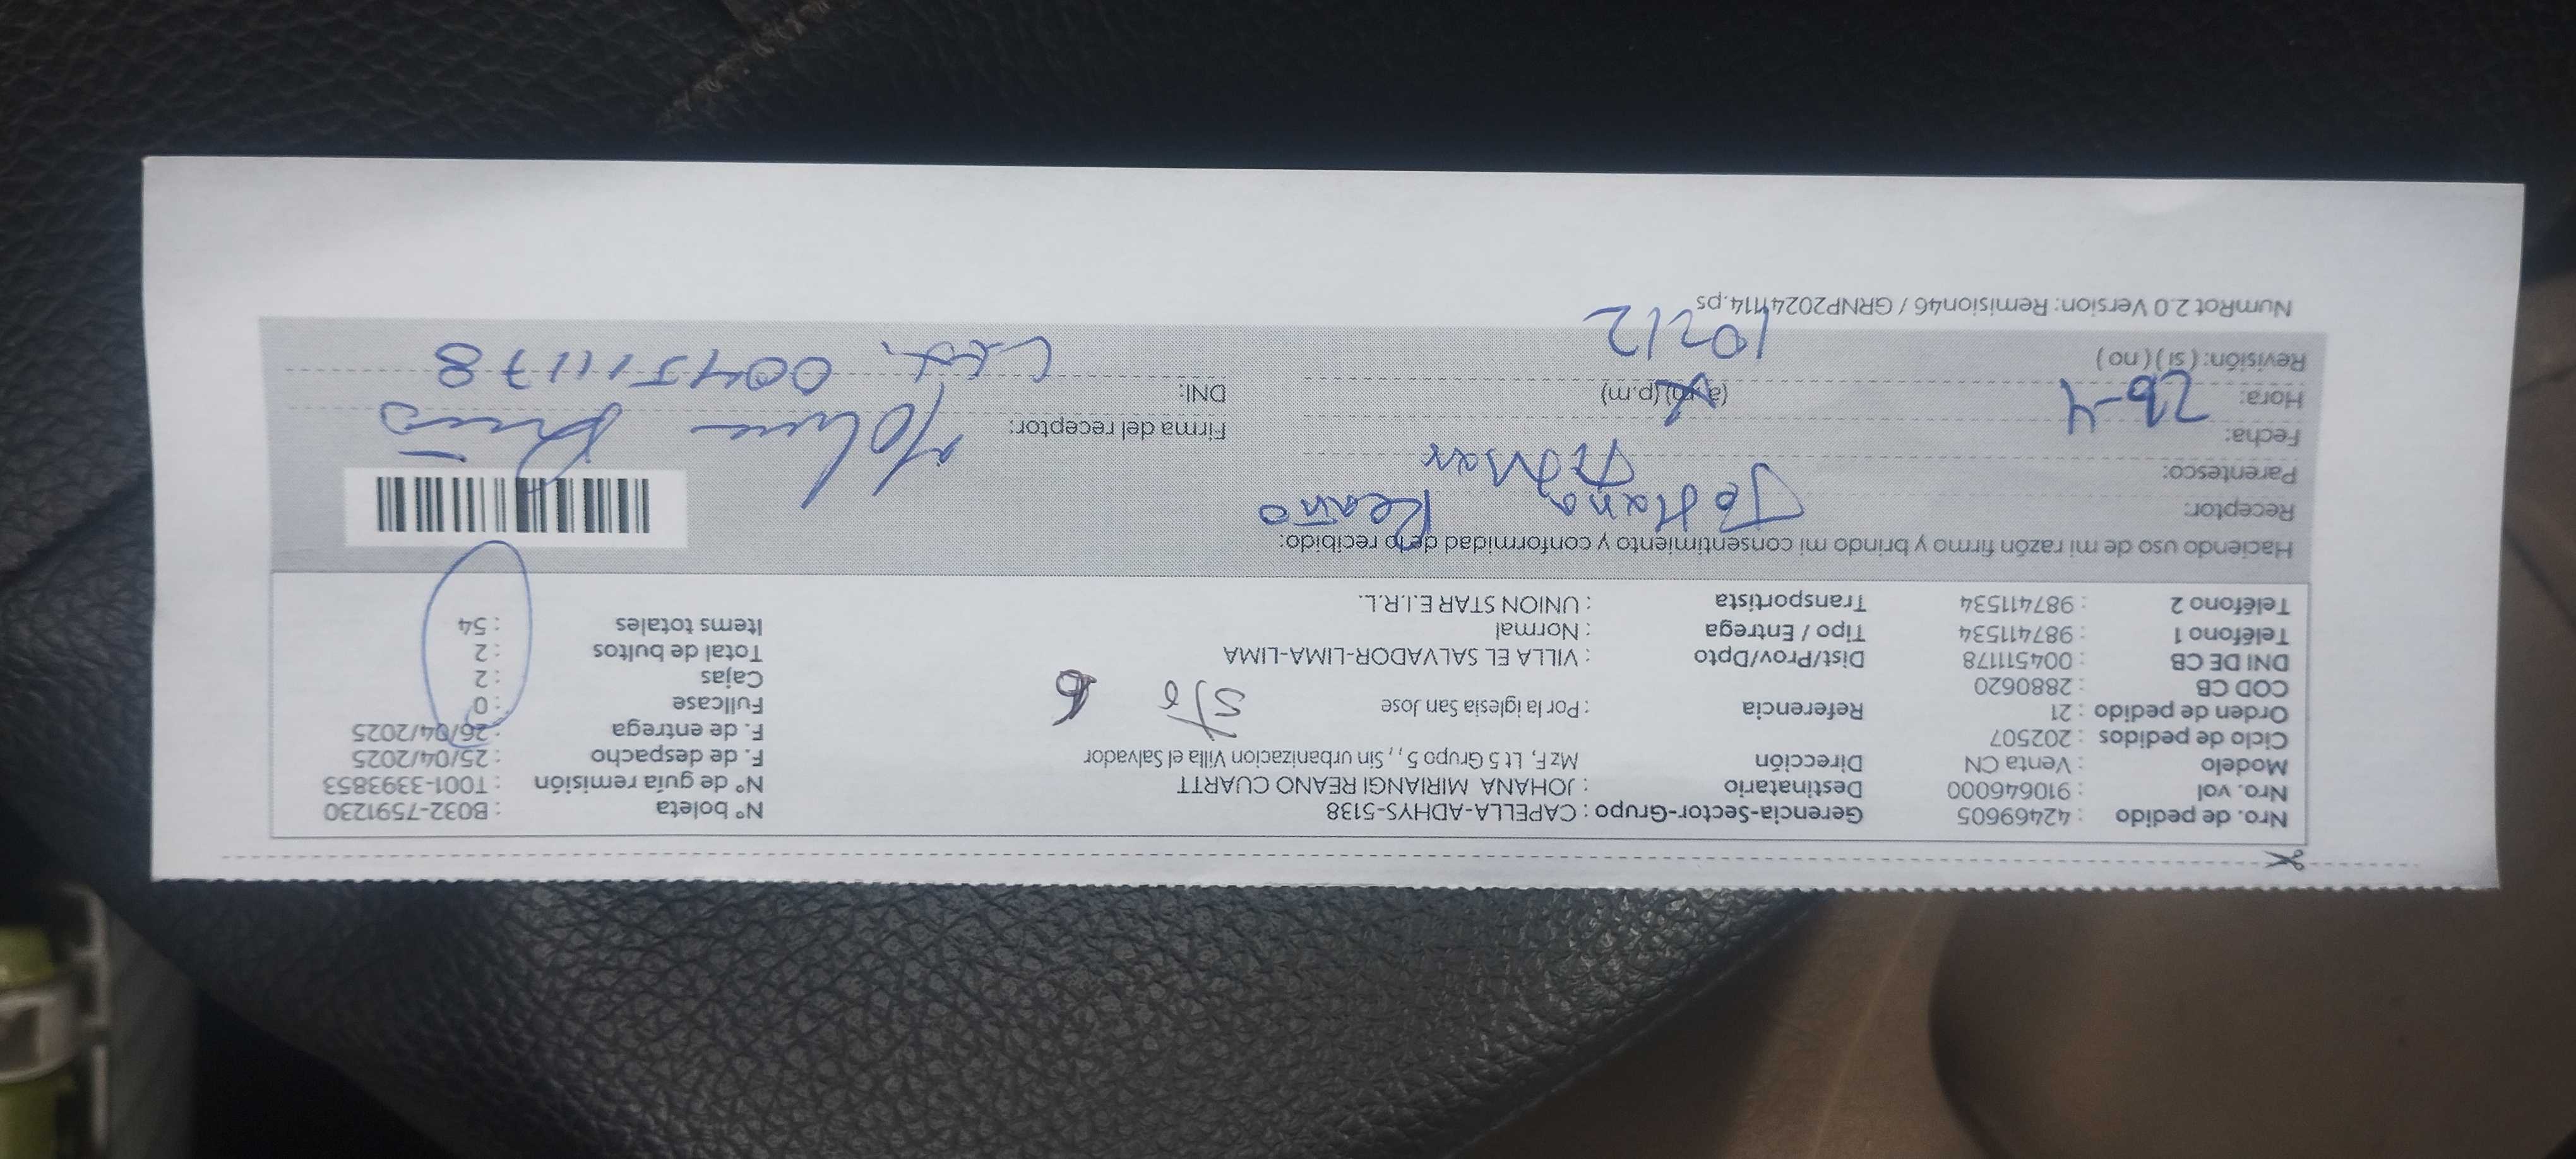 Nro. de pedido : 42469605 Gerencia-Sector-Grupo : CAPELLA-ADHYS-5138 N° boleta : B032-7591230
Nro. vol : 910646000 Destinatario : JOHANA MIRIANGI REANO CUARTT N° de guía remisión : T001-3393853
Modelo : Venta CN Dirección MzF, Lt 5 Grupo 5 , , Sin urbanizacion Villa el Salvador F. de despacho : 25/04/2025
Ciclo de pedidos : 202507 F. de entrega : 26/04/2025
Orden de pedido : 21 Referencia : Por la iglesia San Jose Fullcase : 0
COD CB : 2880620 Cajas : 2
DNI DE CB : 004511178 Dist/Prov/Dpto : VILLA EL SALVADOR-LIMA-LIMA Total de bultos : 2
Teléfono 1 : 987411534 Tipo / Entrega : Normal Items totales : 54
Teléfono 2 : 987411534 Transportista : UNION STAR E.I.R.L.
Haciendo uso de mi razón firmo y brindo mi consentimiento y conformidad de lo recibido:
Receptor: JoHana Reaño
Parentesco:
Fecha: 26-4 Firma del receptor:
Hora: (a.m) (p.m) DNI: 004511178
Revisión: ( si ) ( no )
NumRot 2.0 Version: Remision46 / GRNP20241114.ps